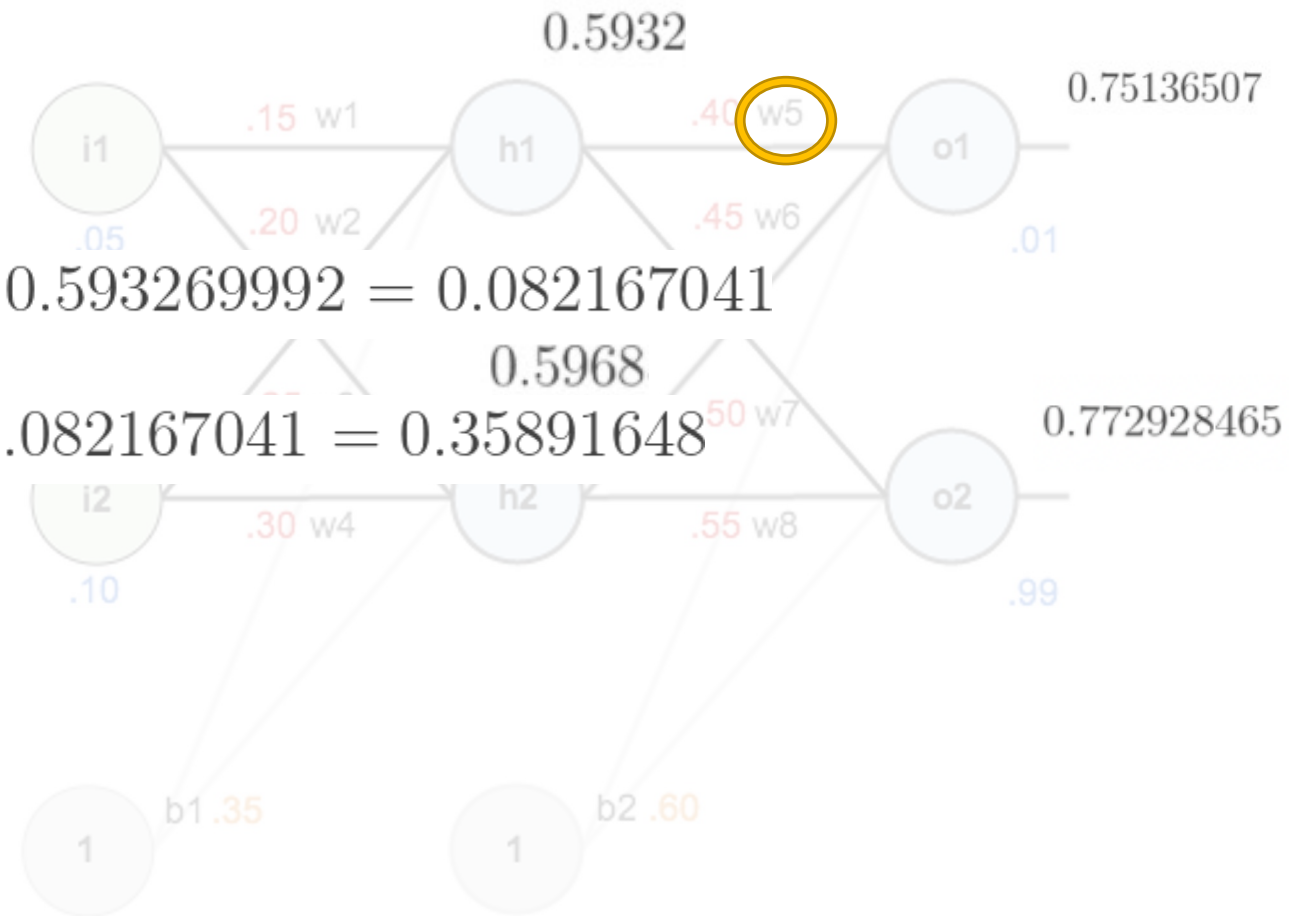 0.5932
0.75136507
.15 w1
.40 w5
i1
h1
o1
.20 w2
.45 w6
.05
.01
0.593269992 = 0.082167041
0.5968
.50 w7
0.772928465
.082167041 = 0.35891648
i2
h2
o2
.30 w4
.55 w8
.10
.99
b1 .35
b2 .60
1
1